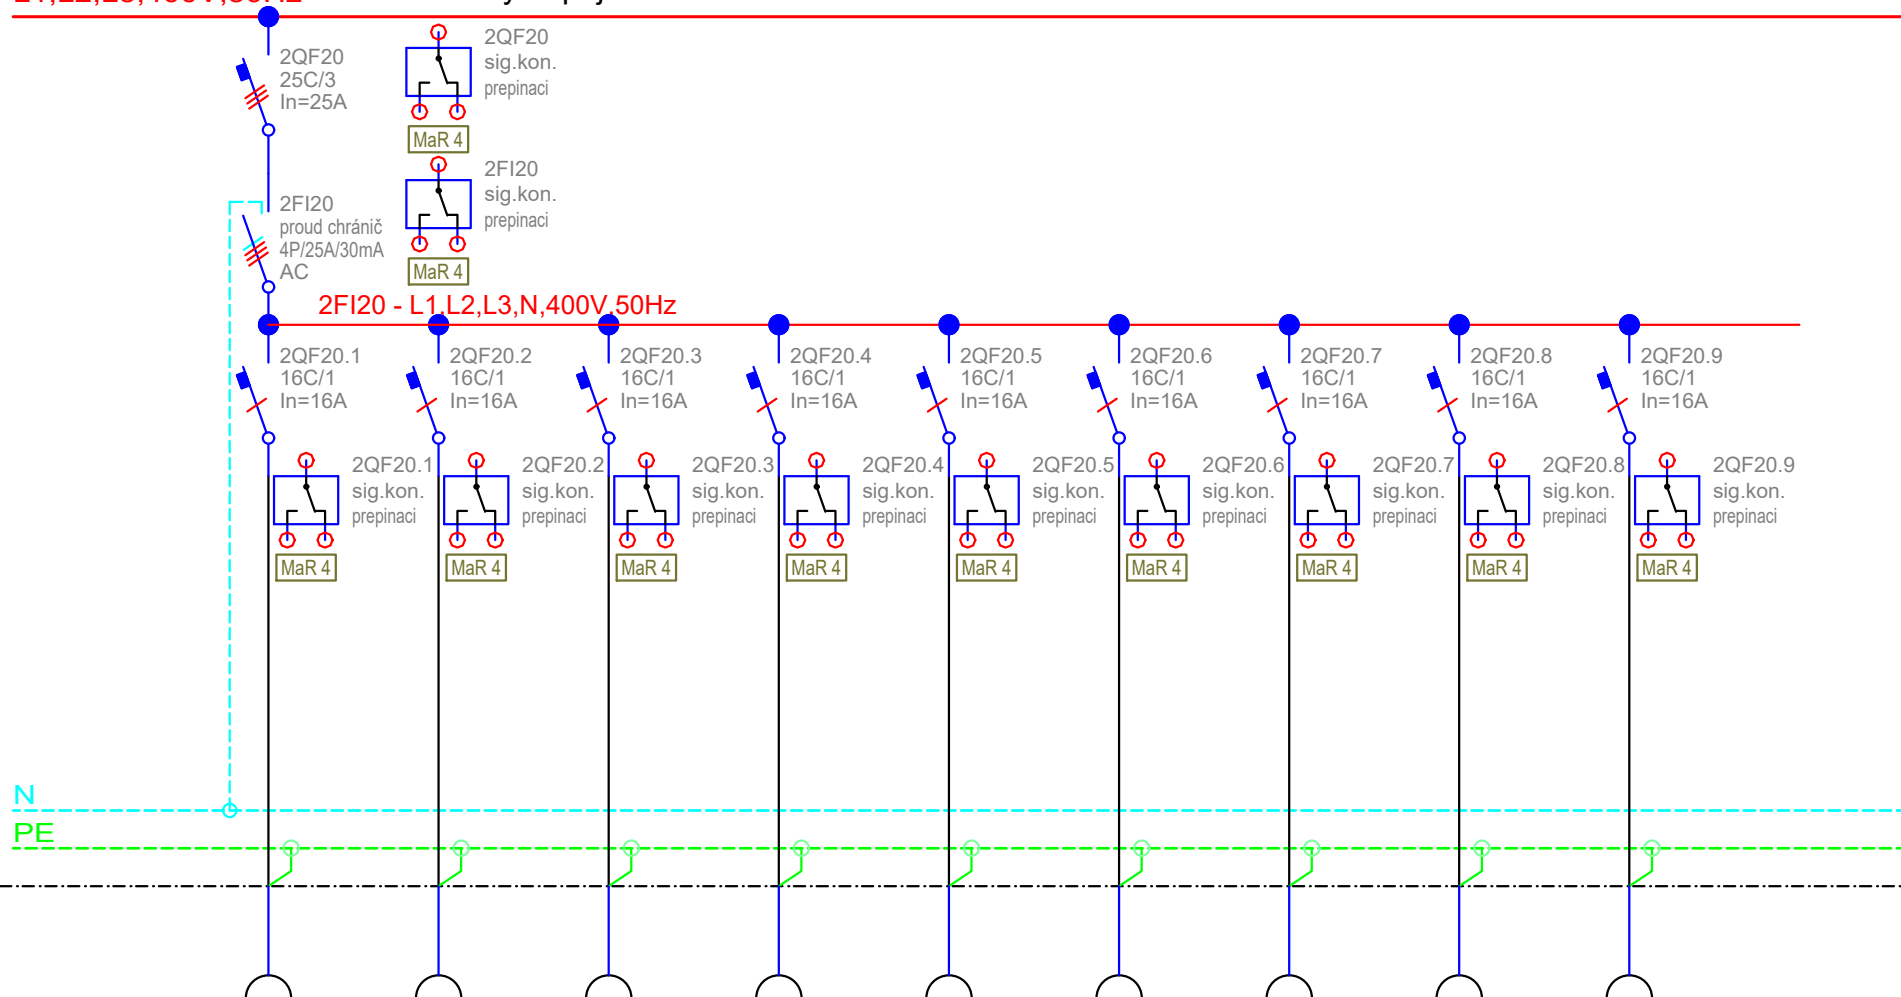 2QF20
25C/3
In=25A
2QF20
sig.kon.
prepinaci
MaR 4
2FI20
proud chránič
4P/25A/30mA
AC
2FI20
sig.kon.
prepinaci
MaR 4
2FI20 - L1,L2,L3,N,400V,50Hz
2QF20.1
16C/1
In=16A
2QF20.2
16C/1
In=16A
2QF20.3
16C/1
In=16A
2QF20.4
16C/1
In=16A
2QF20.5
16C/1
In=16A
2QF20.6
16C/1
In=16A
2QF20.7
16C/1
In=16A
2QF20.8
16C/1
In=16A
2QF20.9
16C/1
In=16A
2QF20.1
sig.kon.
prepinaci
MaR 4
2QF20.2
sig.kon.
prepinaci
MaR 4
2QF20.3
sig.kon.
prepinaci
MaR 4
2QF20.4
sig.kon.
prepinaci
MaR 4
2QF20.5
sig.kon.
prepinaci
MaR 4
2QF20.6
sig.kon.
prepinaci
MaR 4
2QF20.7
sig.kon.
prepinaci
MaR 4
2QF20.8
sig.kon.
prepinaci
MaR 4
2QF20.9
sig.kon.
prepinaci
MaR 4
N
PE